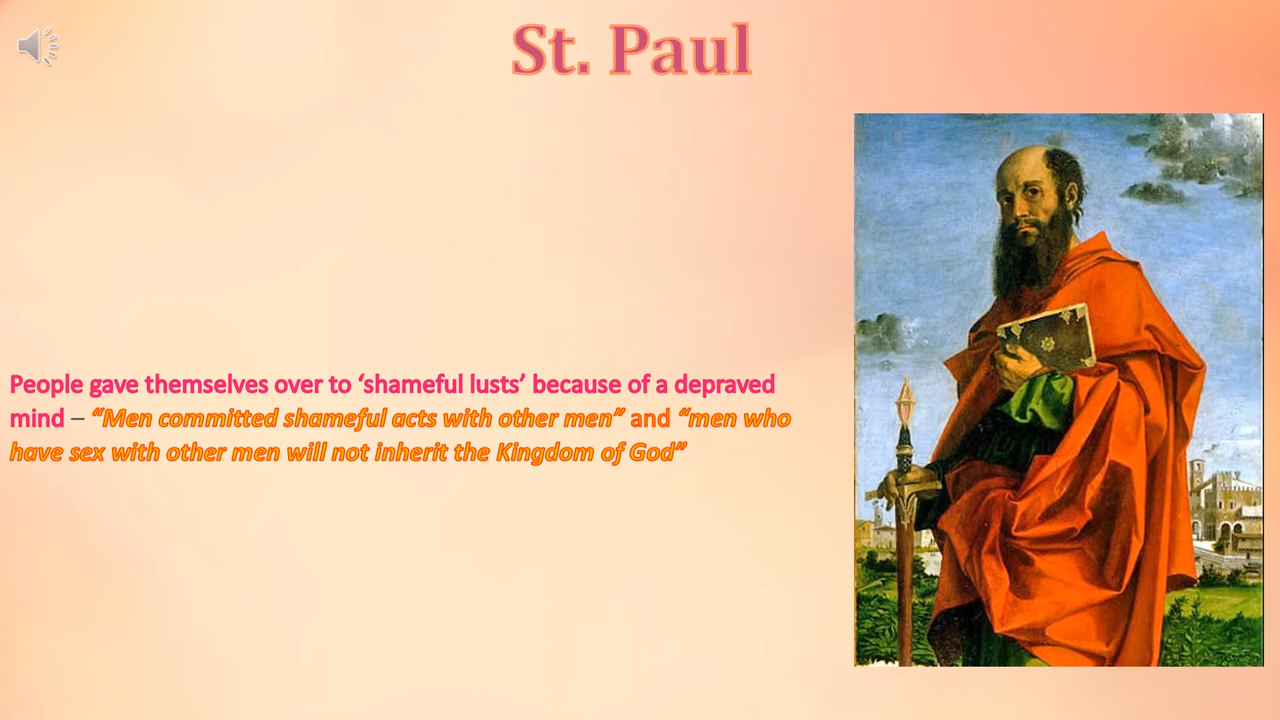 St. Paul
People gave themselves over to ‘shameful lusts’ because of a depraved
mind – “Men committed shameful acts with other men” and “men who
have sex with other men will not inherit the Kingdom of God”